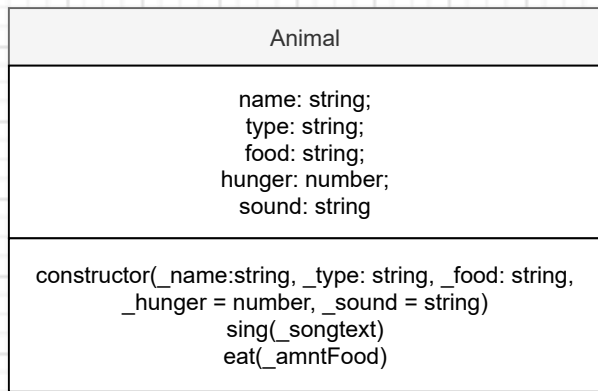 Animal
name: string;
type: string;
food: string;
hunger: number;
sound: string
constructor(_name:string, _type: string, _food: string,
_hunger = number, _sound = string)
sing(_songtext)
eat(_amntFood)